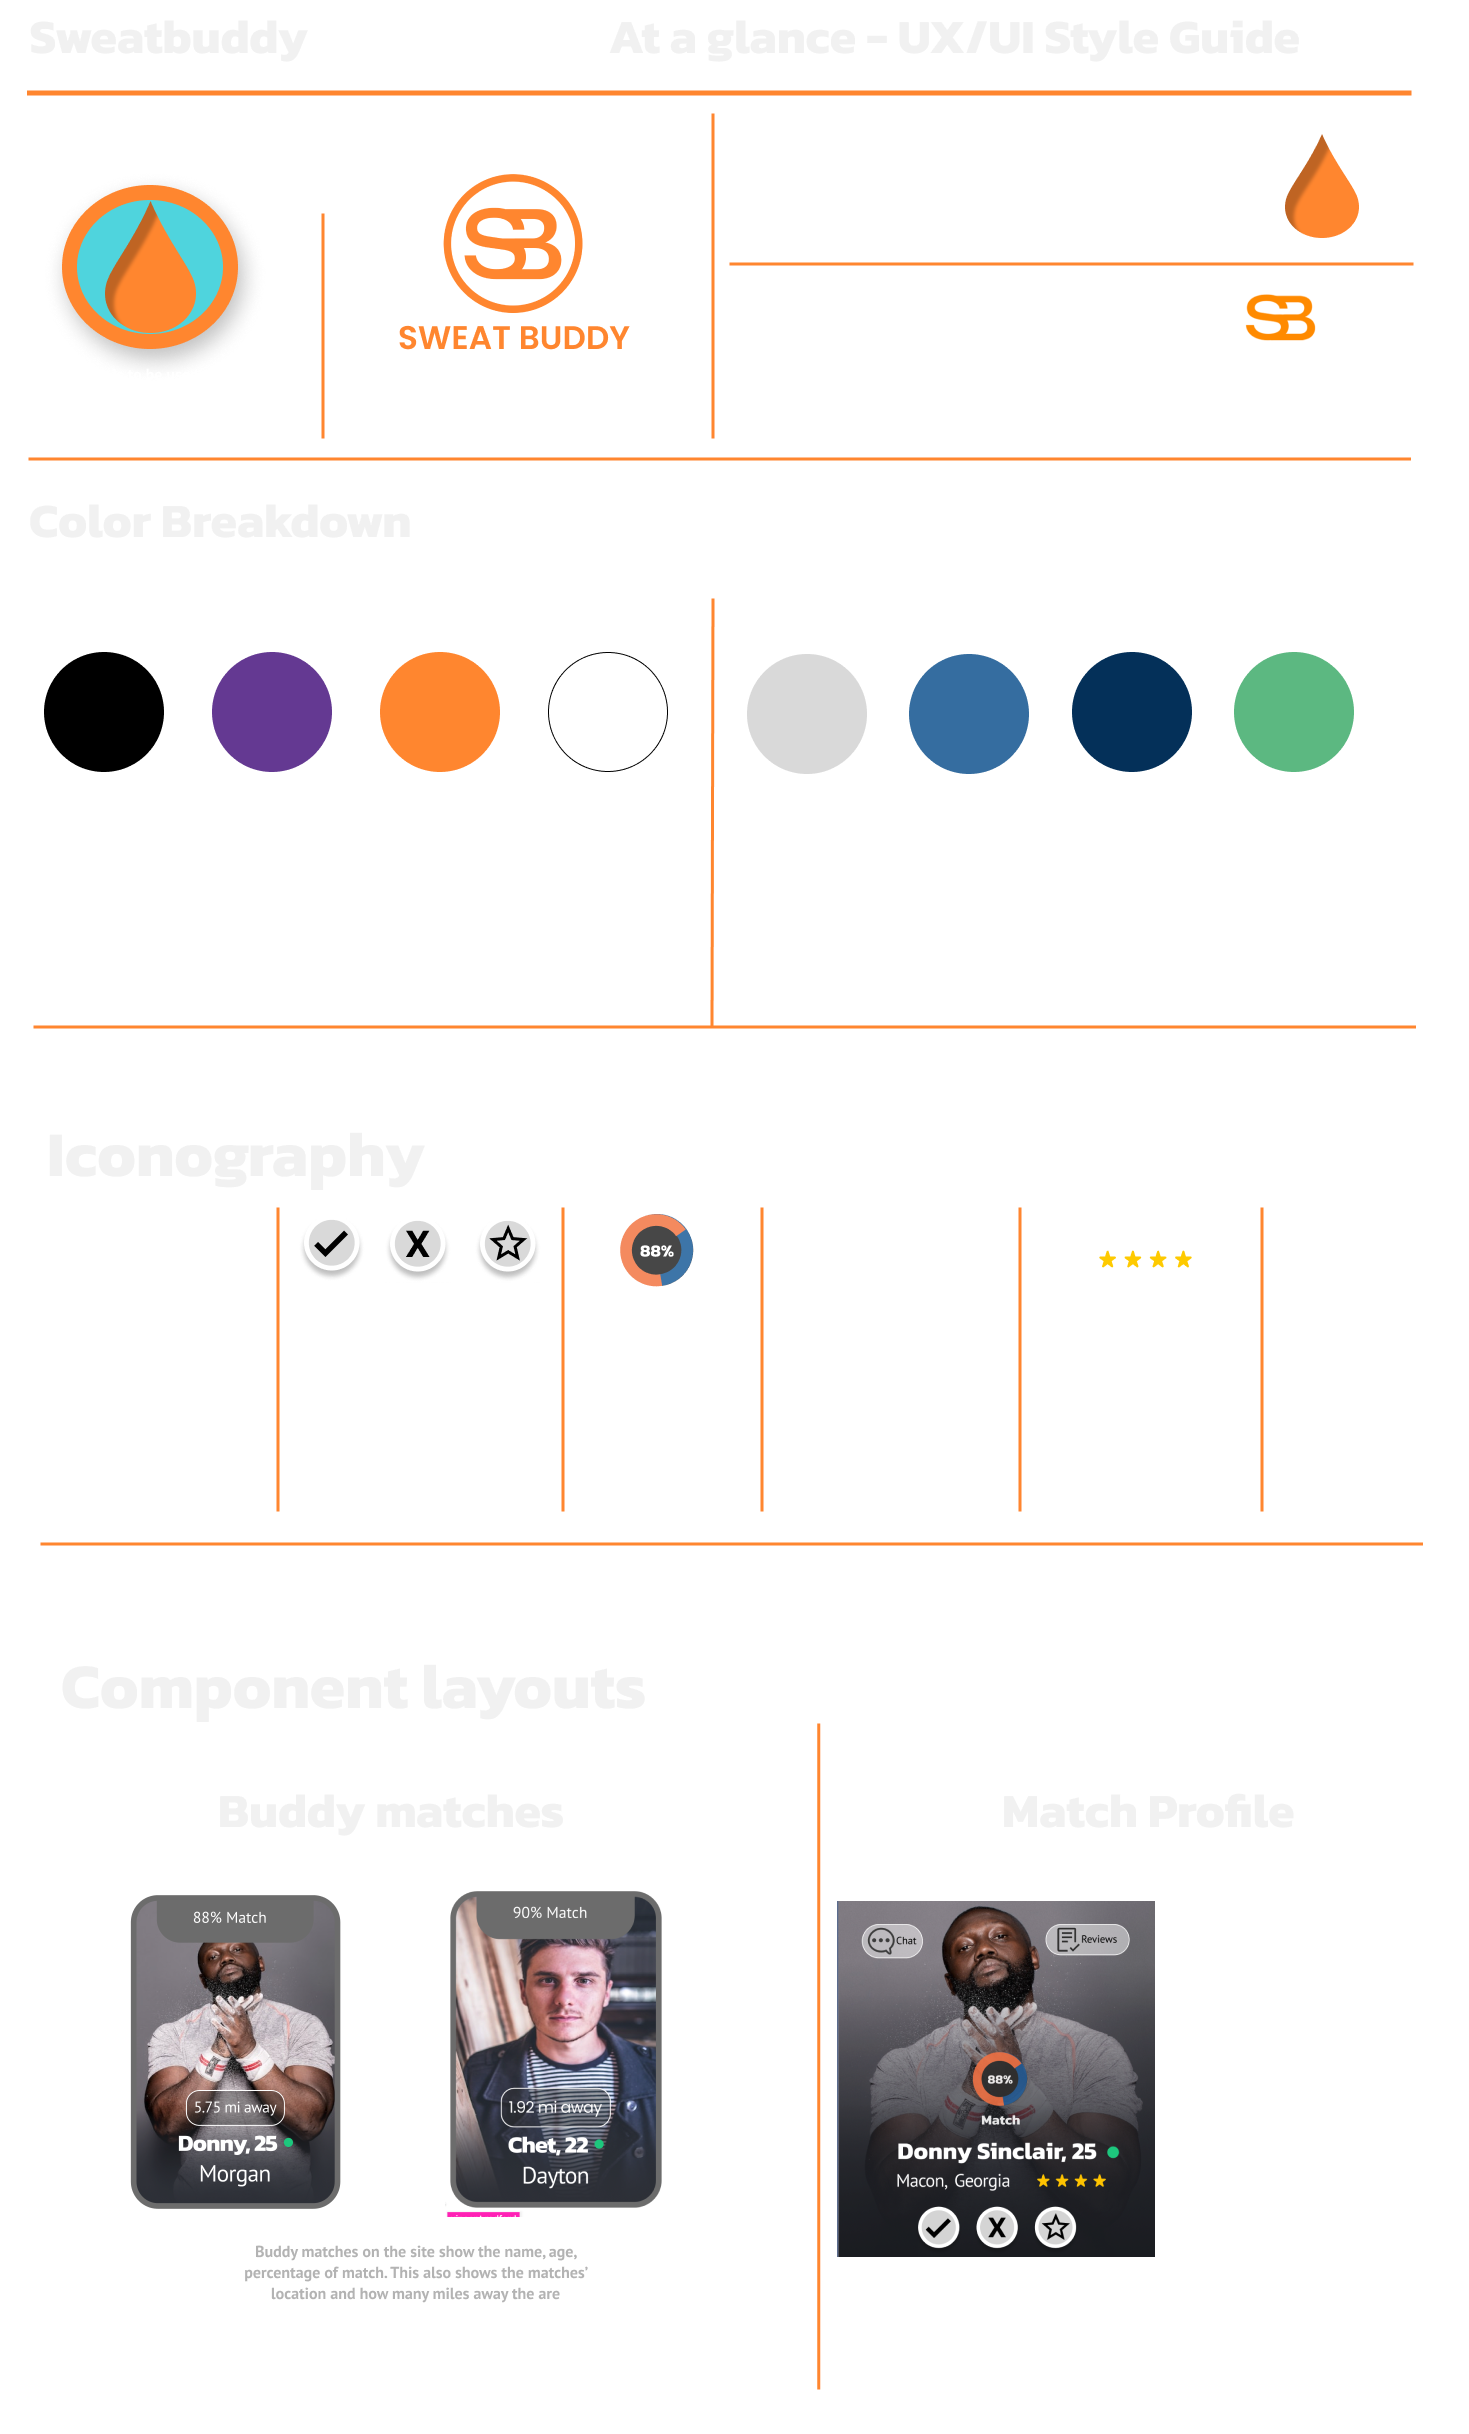 Sweatbuddy
At a glance - UX/UI Style Guide
SB
SWEAT BUDDY
SB
Color Breakdown
Iconography
X
88%
Component layouts
Buddy matches
Match Profile
88% Match
5.75 mi away
Donny, 25
Morgan
90% Match
1.92 mi away
Chet, 22
Dayton
Buddy matches on the site show the name, age,
percentage of match. This also shows the matches'
location and how many miles away the are
Chat
Reviews
88%
Match
Donny Sinclair, 25
Macon, Georgia
X